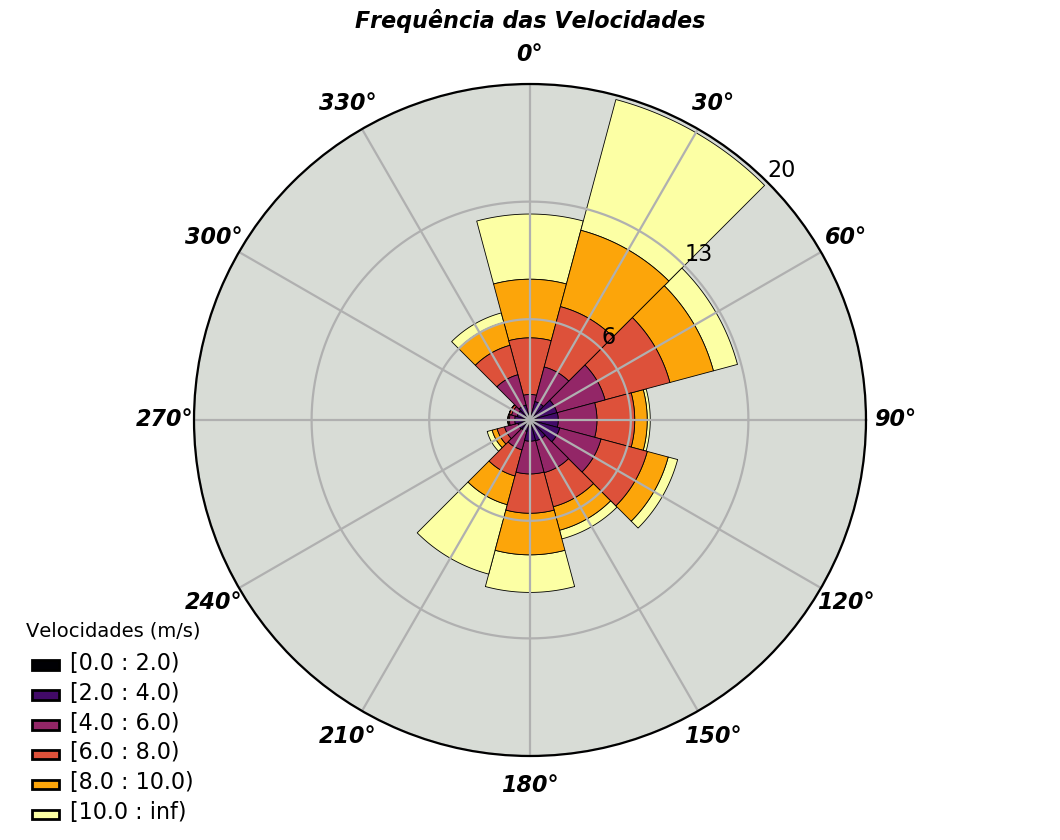 Frequência das Velocidades
0°
330°
30°
20
300°
60°
13
6
270°
90°
240°
120°
210°
150°
180°
Velocidades (m/s)
[0.0 : 2.0)
[2.0 : 4.0)
[4.0 : 6.0)
[6.0 : 8.0)
[8.0 : 10.0)
[10.0 : inf)